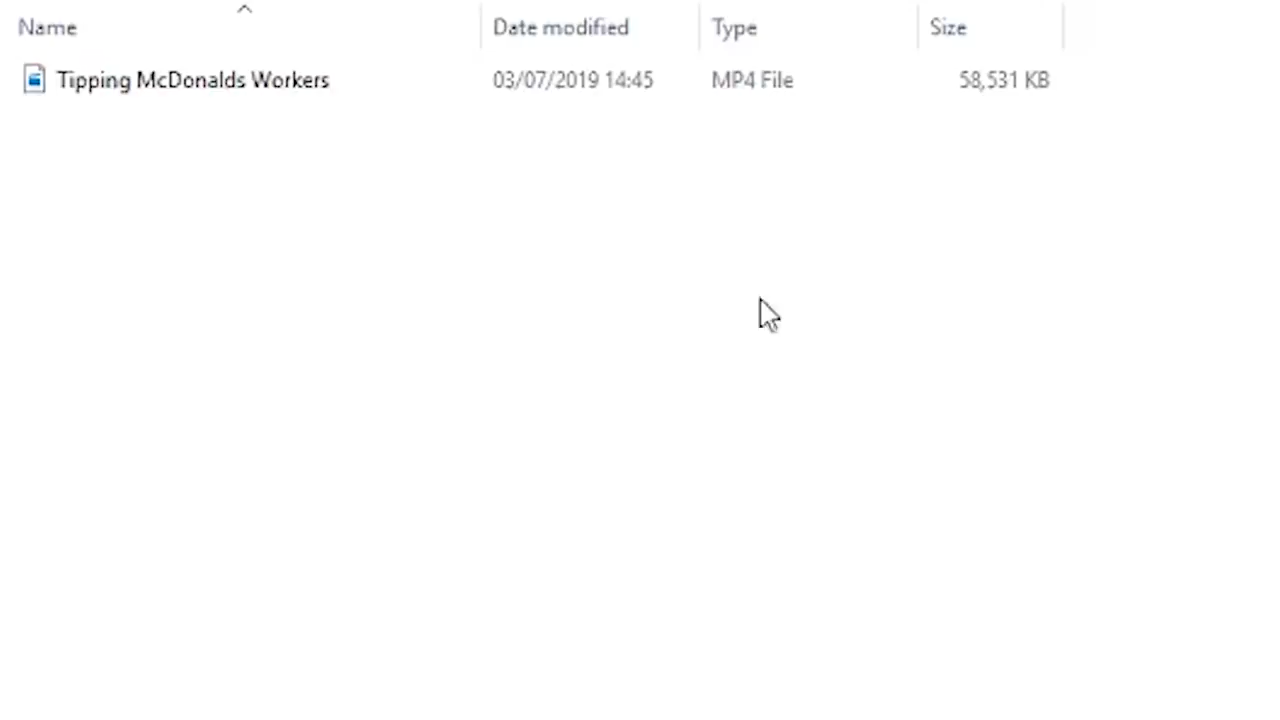 Name Date modified Type Size
Tipping McDonalds Workers 03/07/2019 14:45 MP4 File 58,531 KB